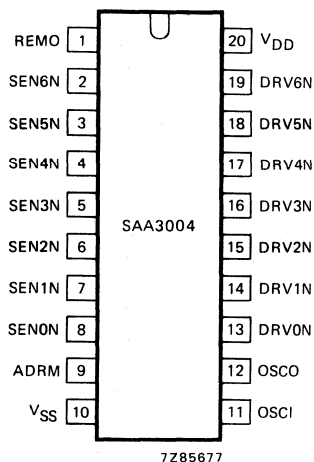 REMO 1 20 VDD
SEN6N 2 19 DRV6N
SEN5N 3 18 DRV5N
SEN4N 4 17 DRV4N
SEN3N 5 16 DRV3N
SAA3004
SEN2N 6 15 DRV2N
SEN1N 7 14 DRV1N
SEN0N 8 13 DRV0N
ADRM 9 12 OSCO
VSS 10 11 OSCI
7Z85677